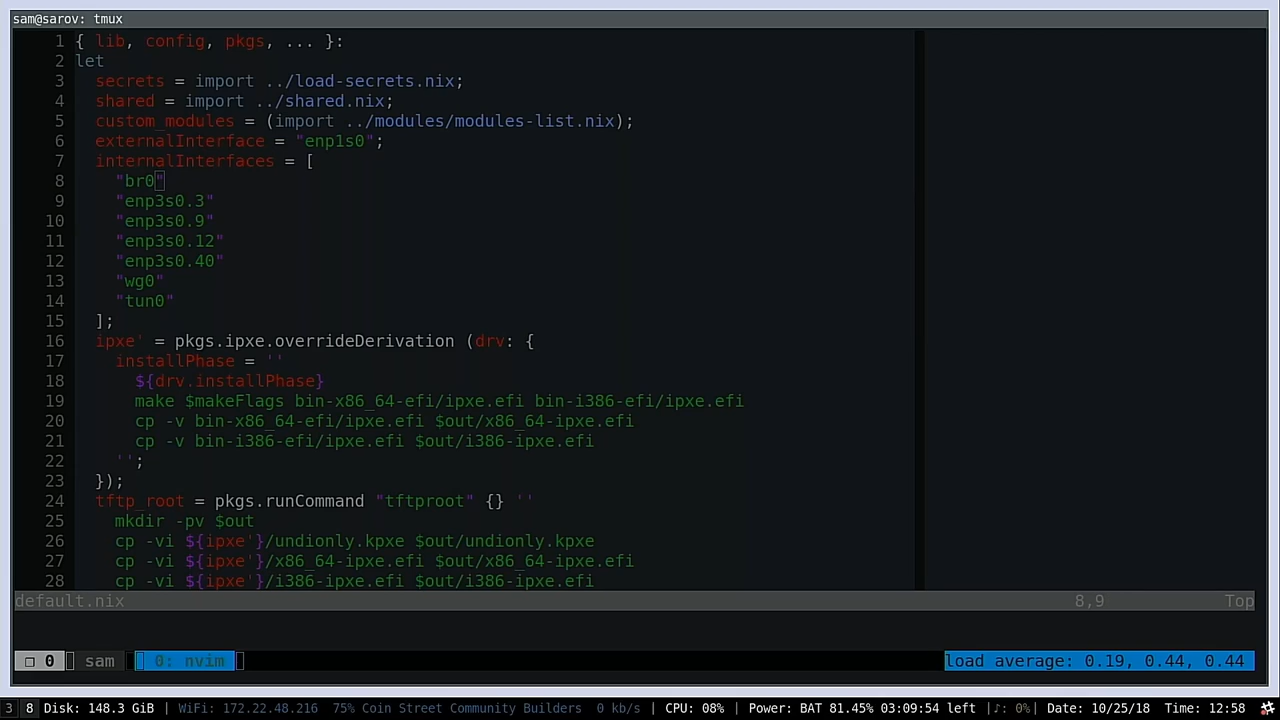 sam@sarov: tmux
1 { lib, config, pkgs, ... }:
2 let
3   secrets = import ../load-secrets.nix;
4   shared = import ../shared.nix;
5   custom_modules = (import ../modules/modules-list.nix);
6   externalInterface = "enp1s0";
7   internalInterfaces = [
8     "br0"
9     "enp3s0.3"
10     "enp3s0.9"
11     "enp3s0.12"
12     "enp3s0.40"
13     "wg0"
14     "tun0"
15   ];
16   ipxe' = pkgs.ipxe.overrideDerivation (drv: {
17     installPhase = ''
18       ${drv.installPhase}
19       make $makeFlags bin-x86_64-efi/ipxe.efi bin-i386-efi/ipxe.efi
20       cp -v bin-x86_64-efi/ipxe.efi $out/x86_64-ipxe.efi
21       cp -v bin-i386-efi/ipxe.efi $out/i386-ipxe.efi
22     '';
23   });
24   tftp_root = pkgs.runCommand "tftproot" {} ''
25     mkdir -pv $out
26     cp -vi ${ipxe'}/undionly.kpxe $out/undionly.kpxe
27     cp -vi ${ipxe'}/x86_64-ipxe.efi $out/x86_64-ipxe.efi
28     cp -vi ${ipxe'}/i386-ipxe.efi $out/i386-ipxe.efi
default.nix 8,9 Top
❐ 0 sam 0: nvim load average: 0.19, 0.44, 0.44
3 8 Disk: 148.3 GiB | WiFi: 172.22.48.216 75% Coin Street Community Builders 0 kb/s | CPU: 08% | Power: BAT 81.45% 03:09:54 left |♪: 0%| Date: 10/25/18 Time: 12:58